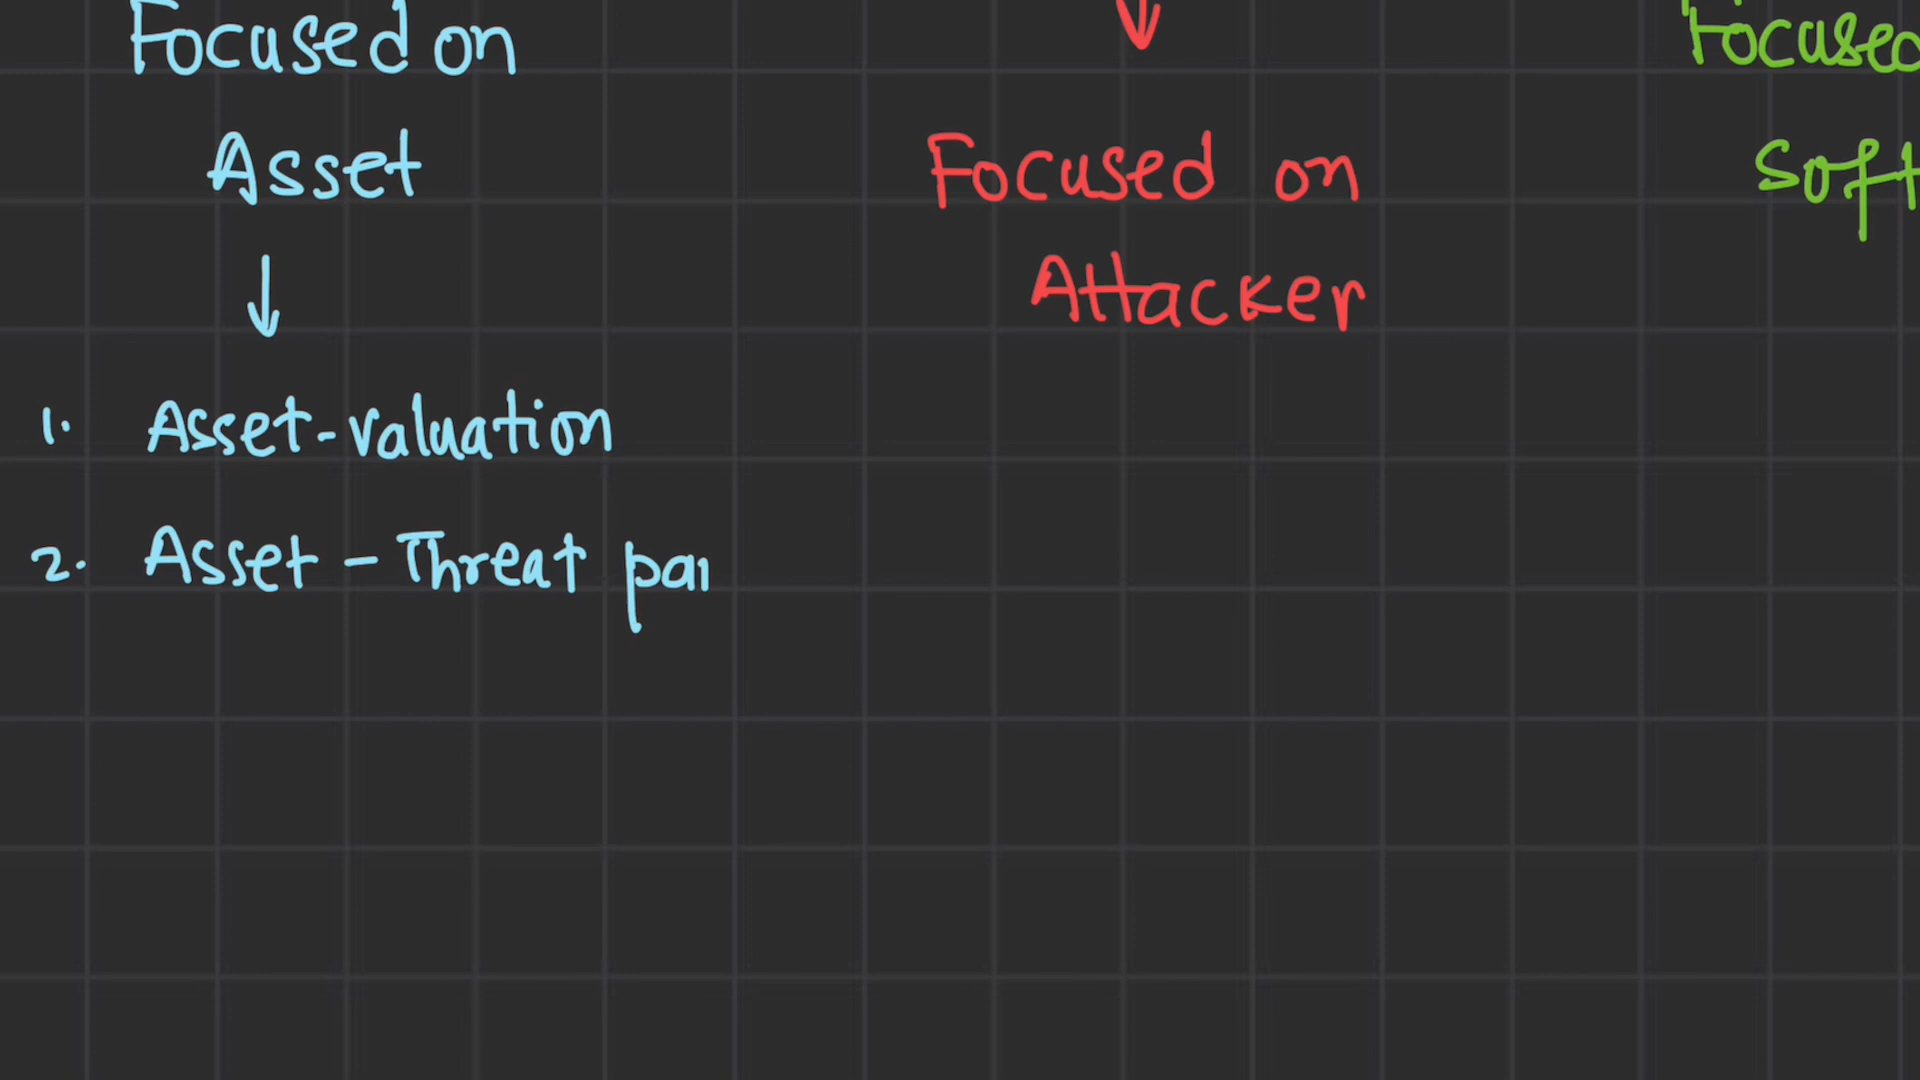 Focused on
Asset
↓
1. Asset-valuation
2. Asset - Threat pai
↓
Focused on
Attacker
Focused
Soft